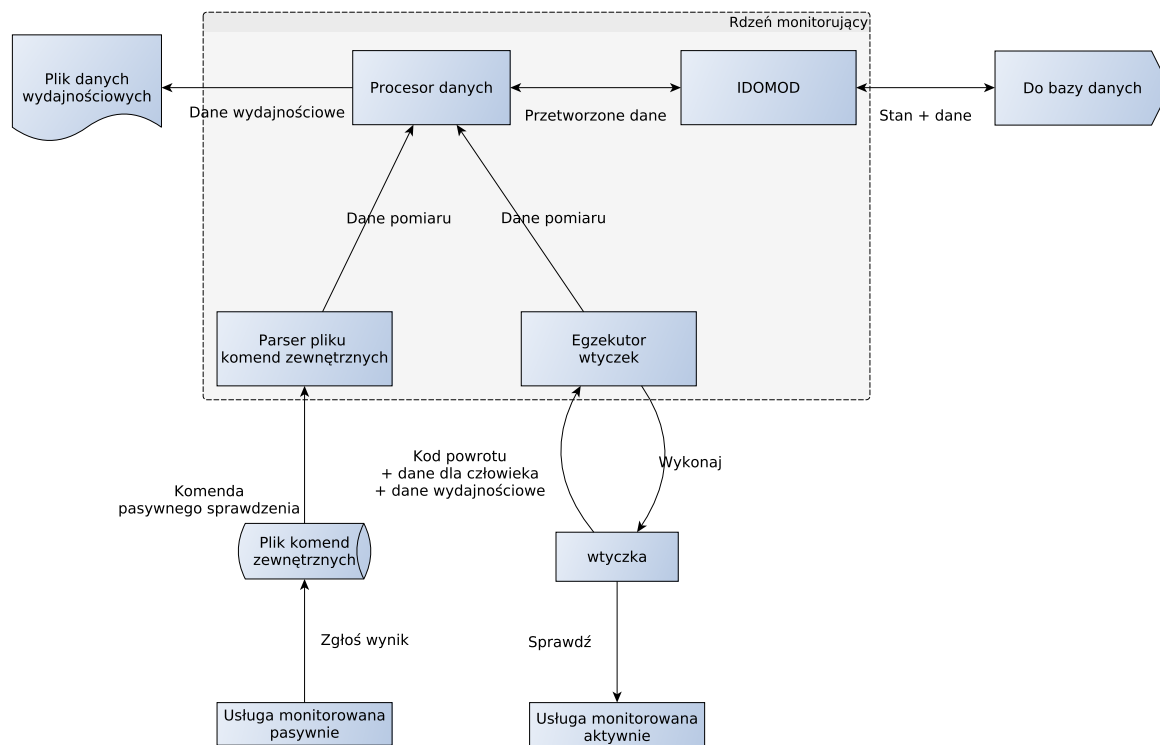 Rdzeń monitorujący
Plik danych
wydajnościowych
Procesor danych
IDOMOD
Do bazy danych
Dane wydajnościowe
Przetworzone dane
Stan + dane
Dane pomiaru
Dane pomiaru
Parser pliku
komend zewnętrznych
Egzekutor
wtyczek
Kod powrotu
+ dane dla człowieka
+ dane wydajnościowe
Wykonaj
Komenda
pasywnego sprawdzenia
Plik komend
zewnętrznych
wtyczka
Zgłoś wynik
Sprawdź
Usługa monitorowana
pasywnie
Usługa monitorowana
aktywnie